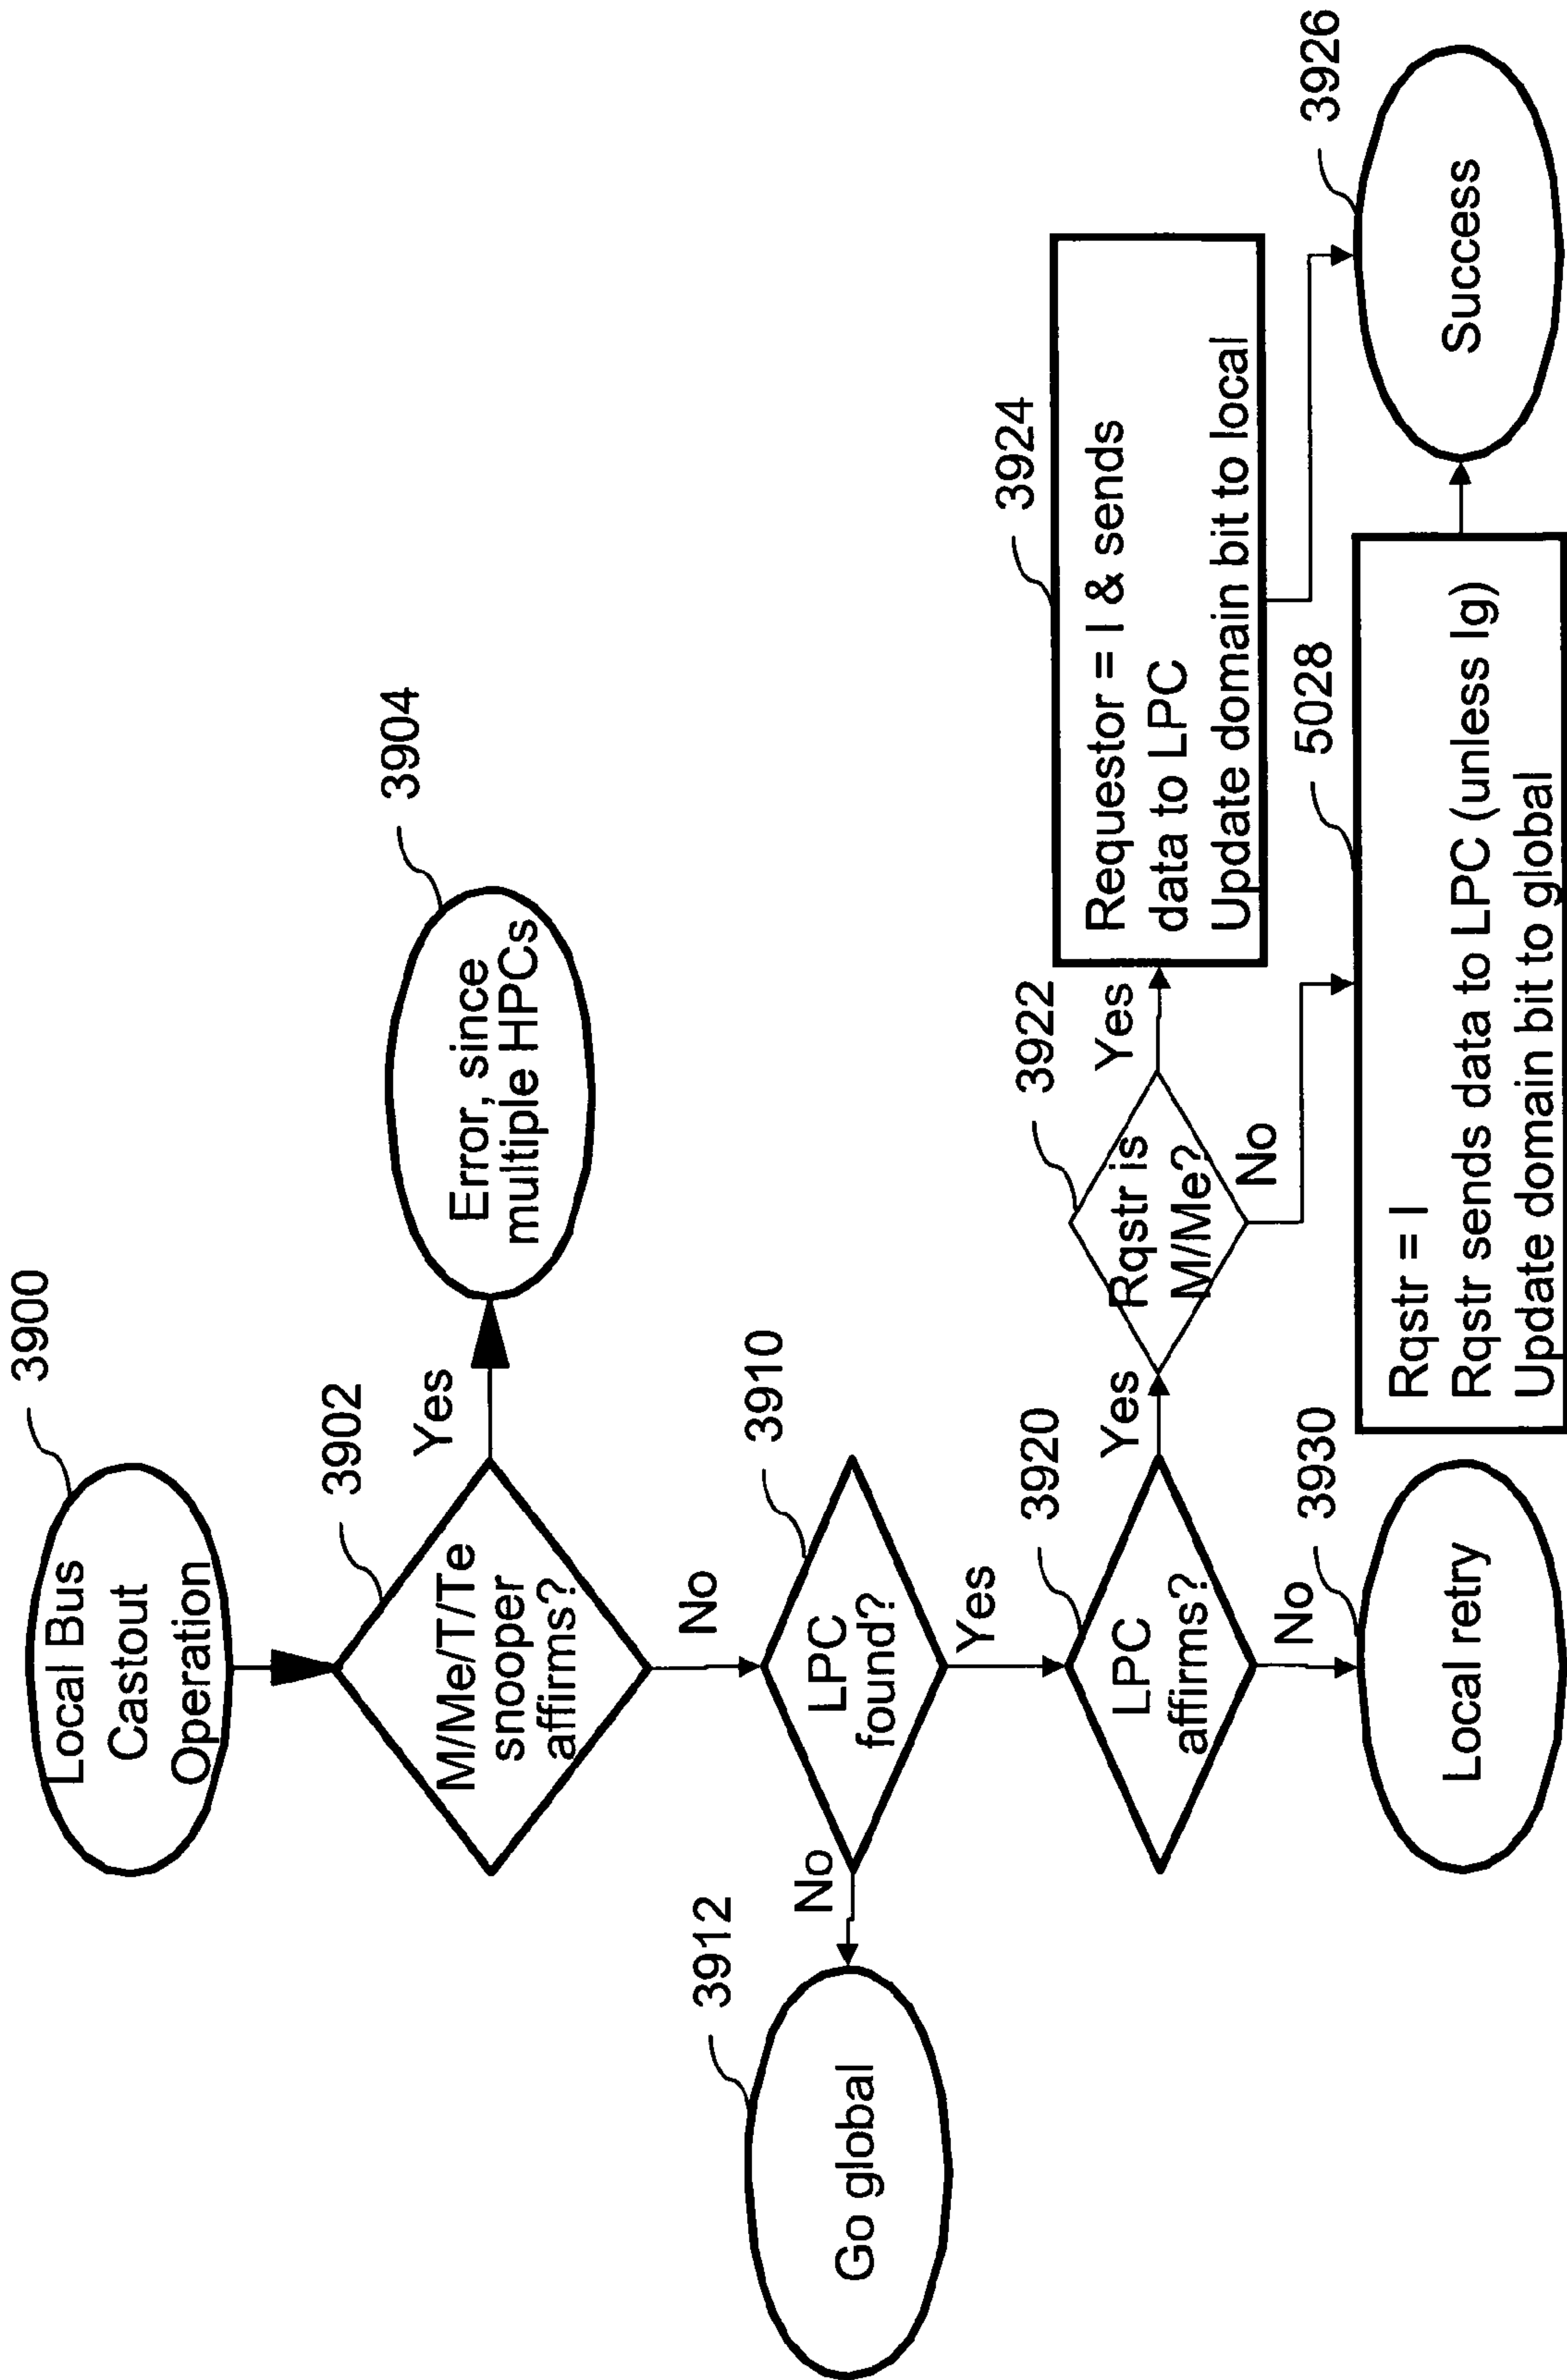 3900
Local Bus
Castout
Operation
3902
M/Me/T/Te
snooper
affirms?
Yes
3904
Error, since
multiple HPCs
No
3910
LPC
found?
No
3912
Go global
Yes
3920
LPC
affirms?
Yes
3922
Rqstr is
M/Me?
Yes
3924
Requestor = I & sends
data to LPC
Update domain bit to local
No
5028
Rqstr = I
Rqstr sends data to LPC (unless Ig)
Update domain bit to global
3926
Success
No
3930
Local retry